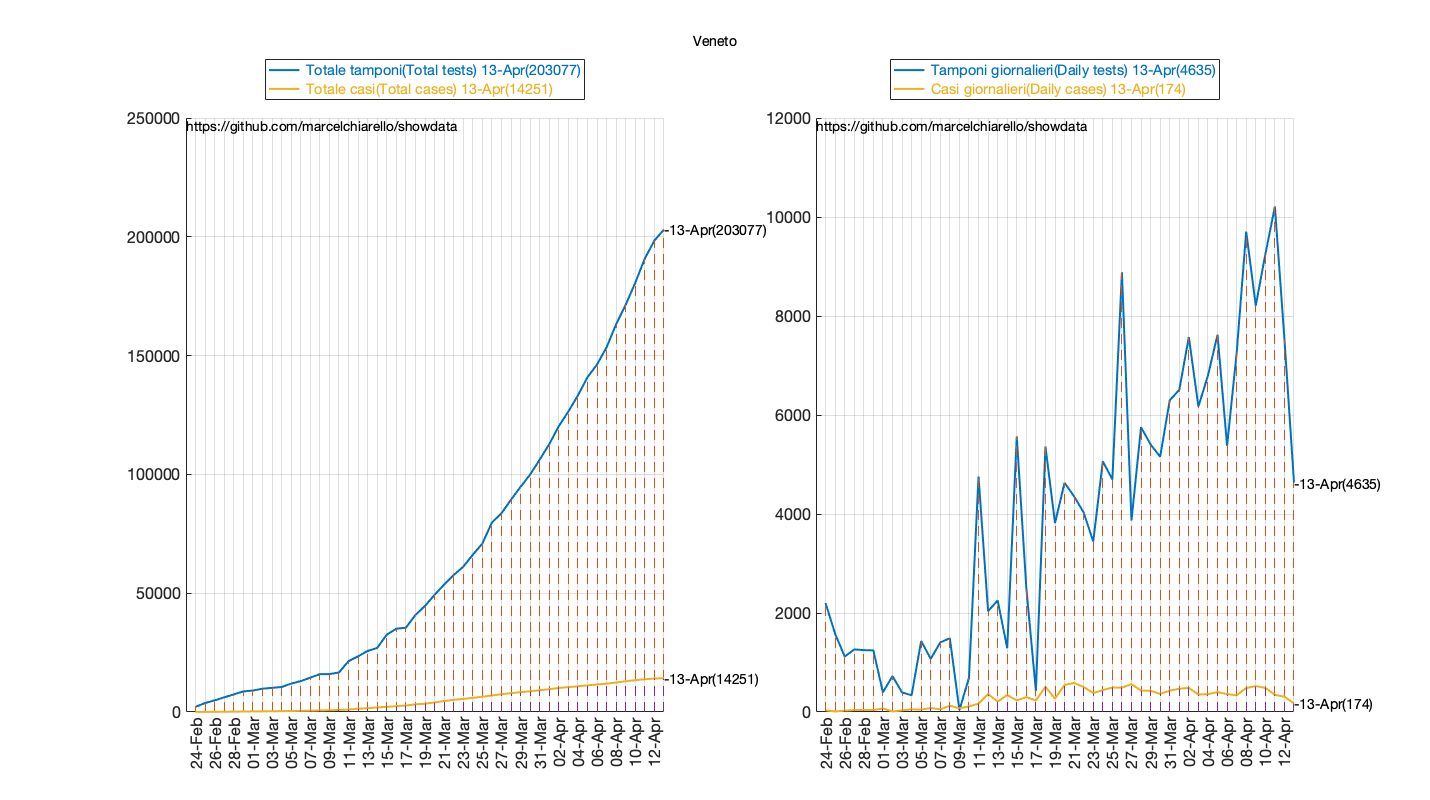 Veneto
Totale tamponi(Total tests) 13-Apr(203077)
Totale casi(Total cases) 13-Apr(14251)
250000
https://github.com/marcelchiarello/showdata
200000
150000
100000
50000
0
-13-Apr(203077)
-13-Apr(14251)
24-Feb
26-Feb
28-Feb
01-Mar
03-Mar
05-Mar
07-Mar
09-Mar
11-Mar
13-Mar
15-Mar
17-Mar
19-Mar
21-Mar
23-Mar
25-Mar
27-Mar
29-Mar
31-Mar
02-Apr
04-Apr
06-Apr
08-Apr
10-Apr
12-Apr
Tamponi giornalieri(Daily tests) 13-Apr(4635)
Casi giornalieri(Daily cases) 13-Apr(174)
12000
https://github.com/marcelchiarello/showdata
10000
8000
6000
4000
2000
0
-13-Apr(4635)
-13-Apr(174)
24-Feb
26-Feb
28-Feb
01-Mar
03-Mar
05-Mar
07-Mar
09-Mar
11-Mar
13-Mar
15-Mar
17-Mar
19-Mar
21-Mar
23-Mar
25-Mar
27-Mar
29-Mar
31-Mar
02-Apr
04-Apr
06-Apr
08-Apr
10-Apr
12-Apr